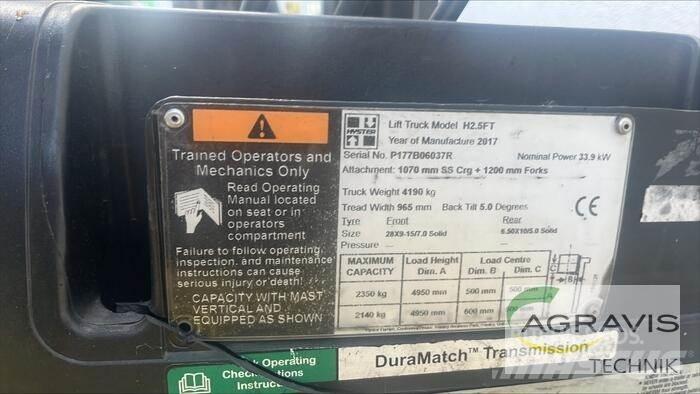 Trained Operators and
Mechanics Only
Read Operating
Manual located
on seat or in
operators
compartment
Failure to follow operating,
inspection, and maintenance
instructions can cause
serious injury or death!
CAPACITY WITH MAST
VERTICAL AND
EQUIPPED AS SHOWN
HYSTER
Lift Truck Model H2.5FT
Year of Manufacture 2017
Serial No. P177B06037R Nominal Power 33.9 kW
Attachment: 1070 mm SS Crg + 1200 mm Forks
Truck Weight 4190 kg
Tread Width 965 mm Back Tilt 5.0 Degrees
CE
Tyre Front Rear
Size 28X9-15/7.0 Solid 6.50X10/5.0 Solid
Pressure --- ---
MAXIMUM CAPACITY Load Height Dim. A Load Centre Dim. B Dim. C
2350 kg 4950 mm 500 mm 500 mm
2140 kg 4950 mm 600 mm
C
B
Operating
Checks
Instruct
DuraMatch™ Transmission
AGRAVIS
TECHNIK